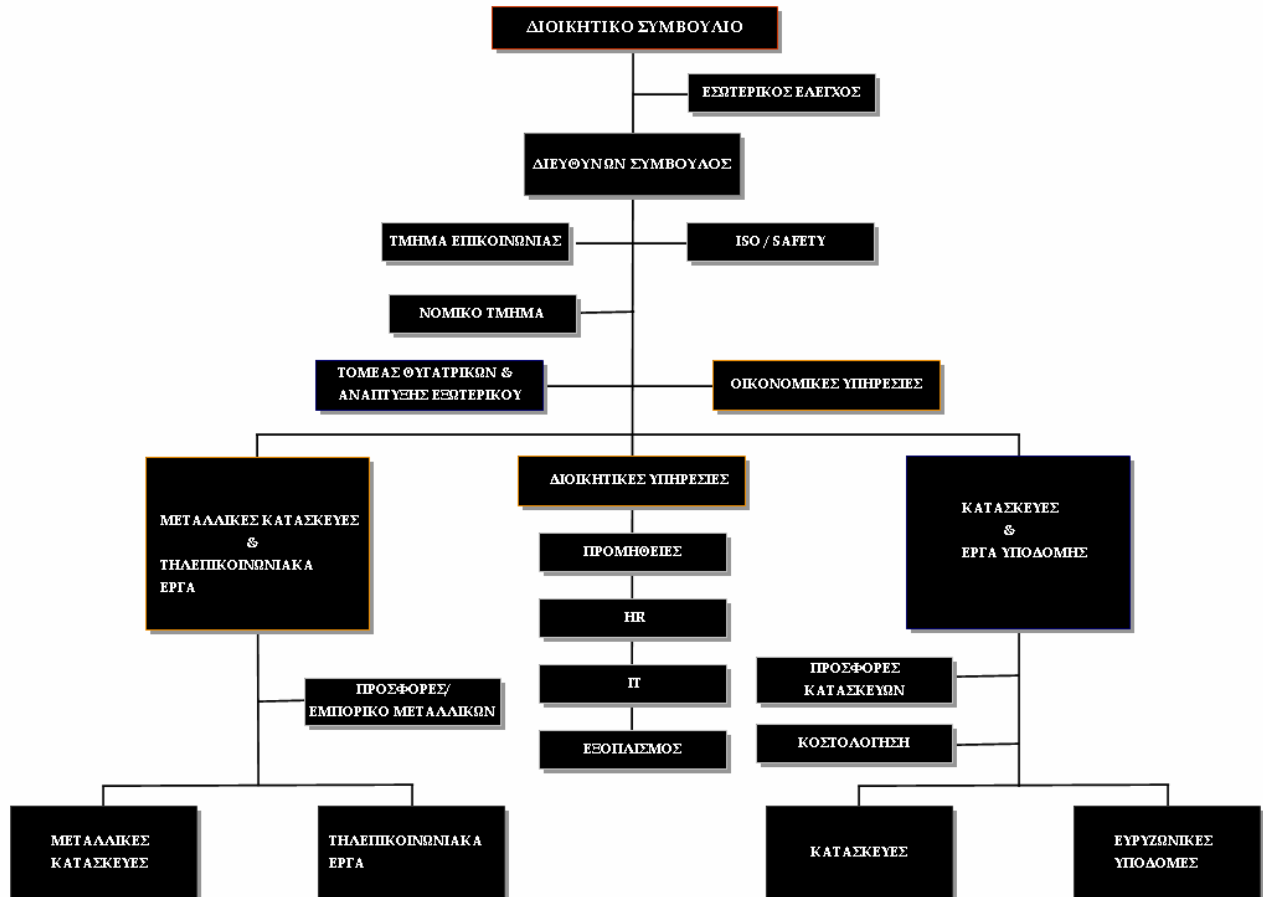 ΔΙΟΙΚΗΤΙΚΟ ΣΥΜΒΟΥΛΙΟ
ΕΣΩΤΕΡΙΚΟΣ ΕΛΕΓΧΟΣ
ΔΙΕΥΘΥΝΩΝ ΣΥΜΒΟΥΛΟΣ
ΤΜΗΜΑ ΕΠΙΚΟΙΝΩΝΙΑΣ
ISO / SAFETY
ΝΟΜΙΚΟ ΤΜΗΜΑ
ΤΟΜΕΑΣ ΘΥΓΑΤΡΙΚΩΝ &
ΑΝΑΠΤΥΞΗΣ ΕΞΩΤΕΡΙΚΟΥ
ΟΙΚΟΝΟΜΙΚΕΣ ΥΠΗΡΕΣΙΕΣ
ΜΕΤΑΛΛΙΚΕΣ ΚΑΤΑΣΚΕΥΕΣ
&
ΤΗΛΕΠΙΚΟΙΝΩΝΙΑΚΑ
ΕΡΓΑ
ΔΙΟΙΚΗΤΙΚΕΣ ΥΠΗΡΕΣΙΕΣ
ΚΑΤΑΣΚΕΥΕΣ
&
ΕΡΓΑ ΥΠΟΔΟΜΗΣ
ΠΡΟΜΗΘΕΙΕΣ
HR
IT
ΕΞΟΠΛΙΣΜΟΣ
ΠΡΟΣΦΟΡΕΣ/
ΕΜΠΟΡΙΚΟ ΜΕΤΑΛΛΙΚΩΝ
ΠΡΟΣΦΟΡΕΣ
ΚΑΤΑΣΚΕΥΩΝ
ΚΟΣΤΟΛΟΓΗΣΗ
ΜΕΤΑΛΛΙΚΕΣ
ΚΑΤΑΣΚΕΥΕΣ
ΤΗΛΕΠΙΚΟΙΝΩΝΙΑΚΑ
ΕΡΓΑ
ΚΑΤΑΣΚΕΥΕΣ
ΕΥΡΥΖΩΝΙΚΕΣ
ΥΠΟΔΟΜΕΣ